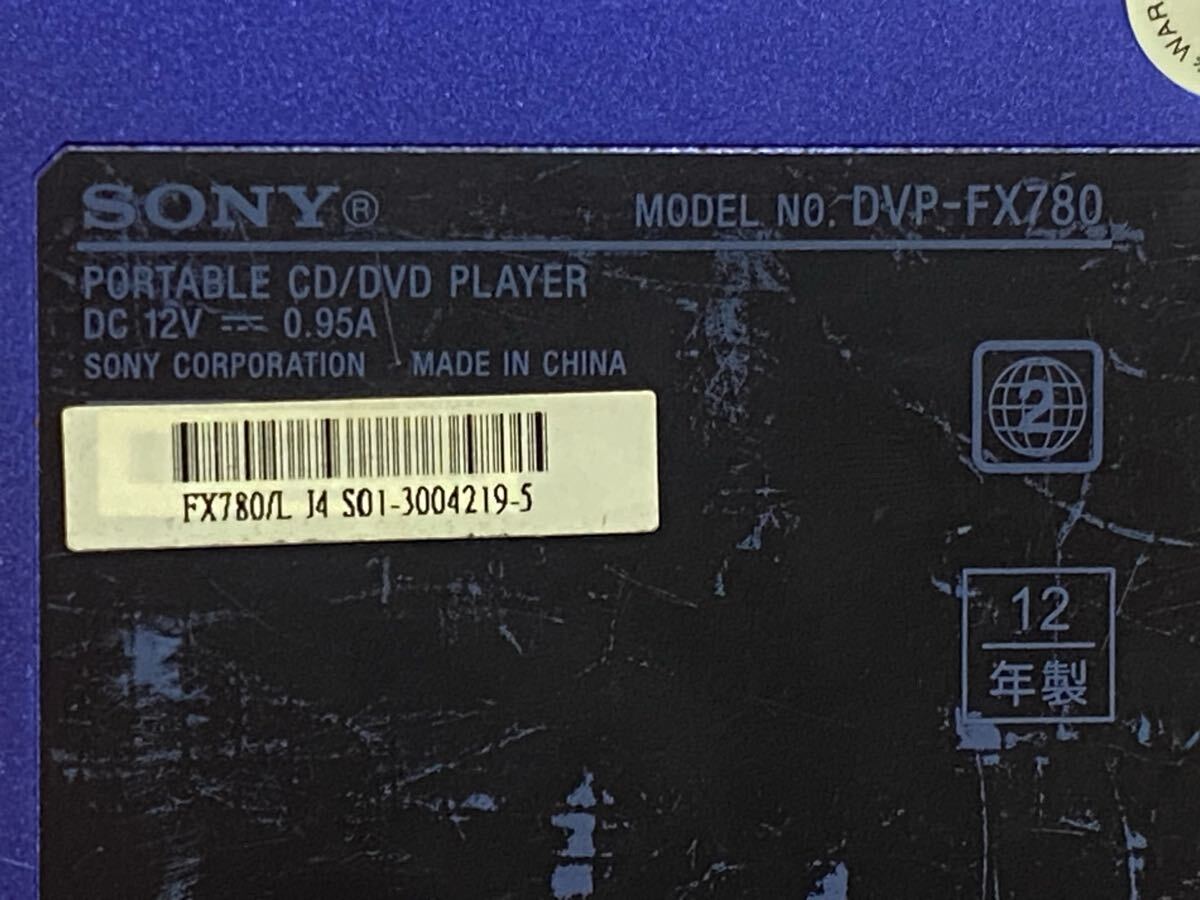 SONY®
MODEL NO. DVP-FX780
PORTABLE CD/DVD PLAYER
DC 12V ⎓ 0.95A
SONY CORPORATION MADE IN CHINA
2
FX780/L J4 S01-3004219-5
12
年製